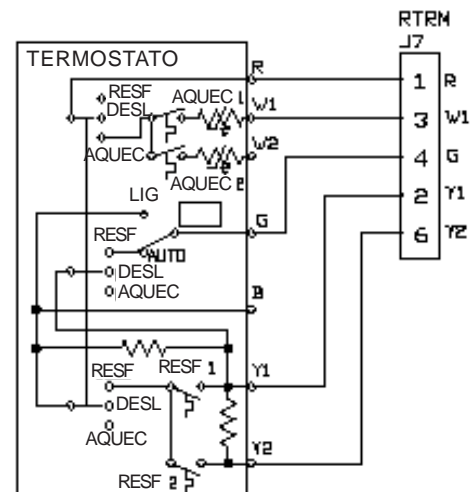 RTRM
J7
TERMOSTATO
R
1 R
RESF
DESL
AQUEC
AQUEC 1
W1
3 W1
W2
AQUEC 2
4 G
LIG
G
2 Y1
RESF
AUTO
6 Y2
DESL
AQUEC
B
RESF
RESF 1
Y1
DESL
AQUEC
Y2
RESF 2